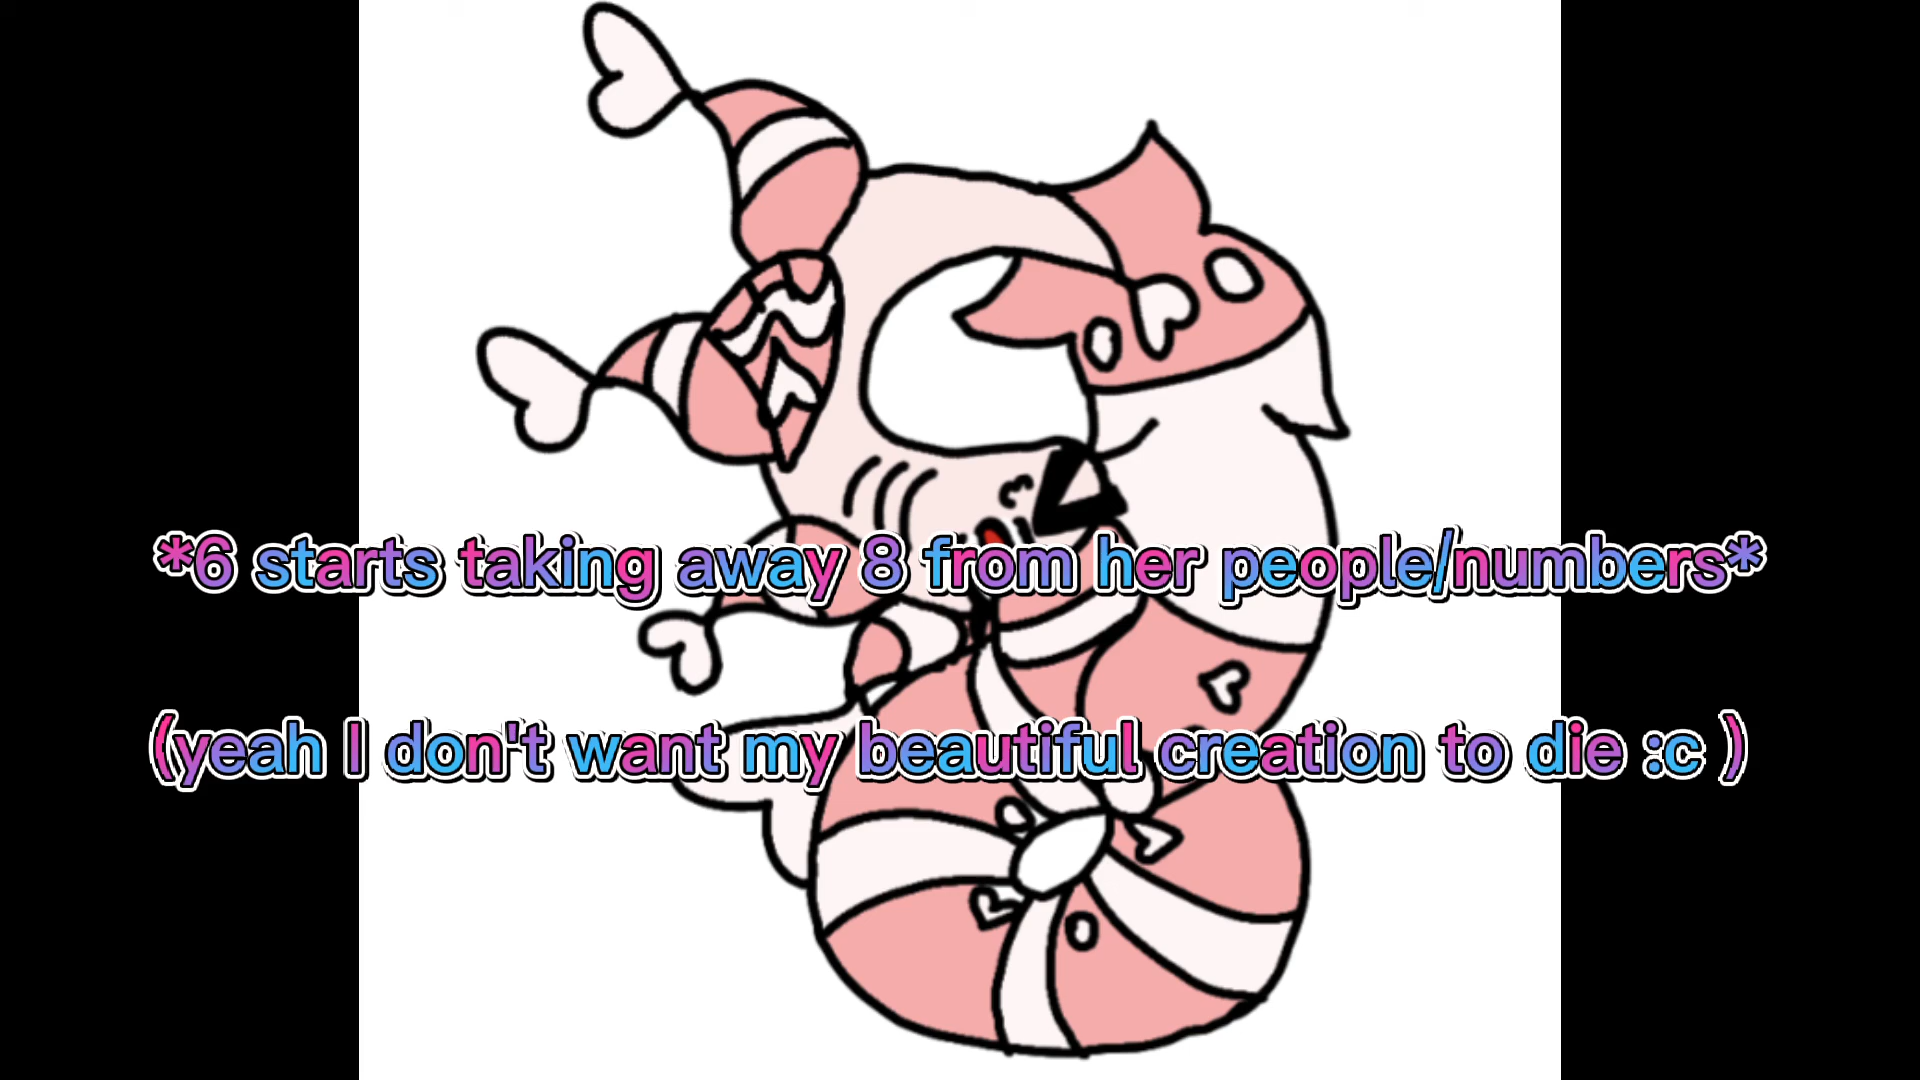 *6 starts taking away 8 from her people/numbers*
(yeah I don't want my beautiful creation to die :c )